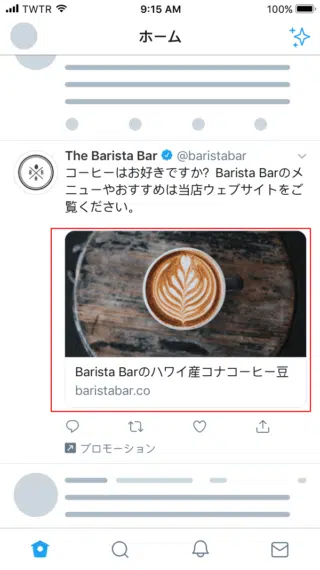 TWTR 9:15 AM 100%
ホーム
The Barista Bar @baristabar
コーヒーはお好きですか？ Barista Barのメ
ニューやおすすめは当店ウェブサイトをご
覧ください。
Barista Barのハワイ産コナコーヒー豆
baristabar.co
プロモーション